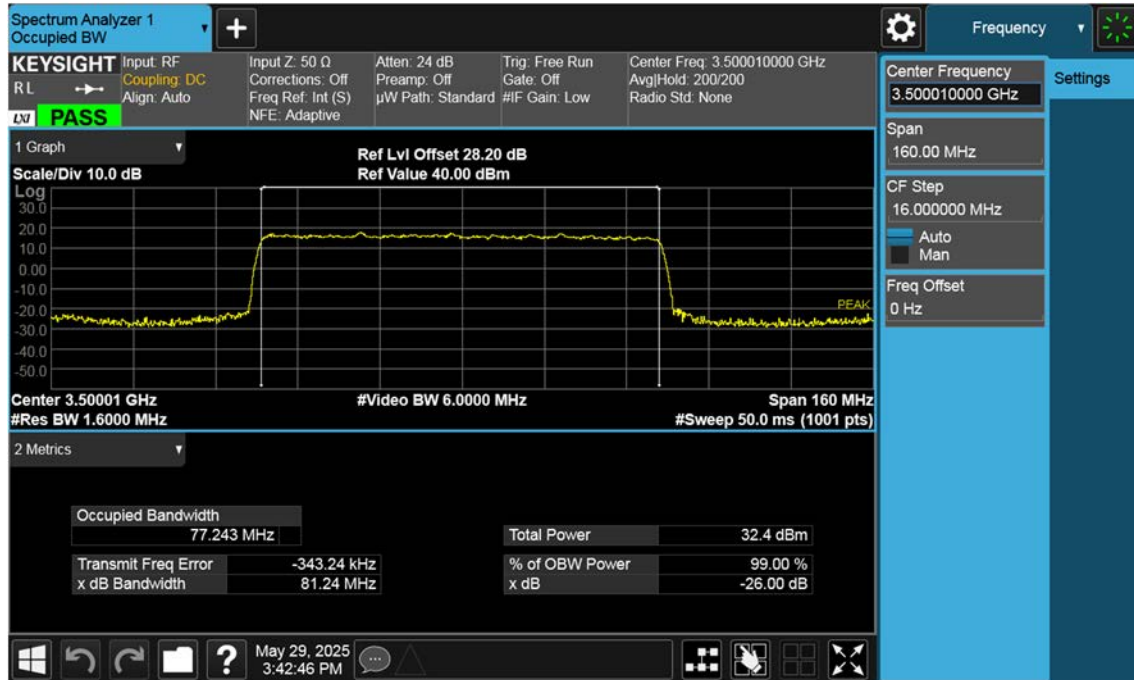 Spectrum Analyzer 1
Occupied BW
Frequency
KEYSIGHT
RL
LXI PASS
Input: RF
Coupling: DC
Align: Auto
Input Z: 50 Ω
Corrections: Off
Freq Ref: Int (S)
NFE: Adaptive
Atten: 24 dB
Preamp: Off
µW Path: Standard
Trig: Free Run
Gate: Off
#IF Gain: Low
Center Freq: 3.500010000 GHz
Avg|Hold: 200/200
Radio Std: None
Center Frequency
3.500010000 GHz
Settings
Span
160.00 MHz
CF Step
16.000000 MHz
Auto
Man
Freq Offset
0 Hz
1 Graph
Scale/Div 10.0 dB
Ref Lvl Offset 28.20 dB
Ref Value 40.00 dBm
Log
30.0
20.0
10.0
0.00
-10.0
-20.0
-30.0
-40.0
-50.0
PEAK
Center 3.50001 GHz
#Video BW 6.0000 MHz
Span 160 MHz
#Res BW 1.6000 MHz
#Sweep 50.0 ms (1001 pts)
2 Metrics
Occupied Bandwidth
77.243 MHz
Total Power 32.4 dBm
Transmit Freq Error -343.24 kHz
% of OBW Power 99.00 %
x dB Bandwidth 81.24 MHz
x dB -26.00 dB
?
May 29, 2025
3:42:46 PM